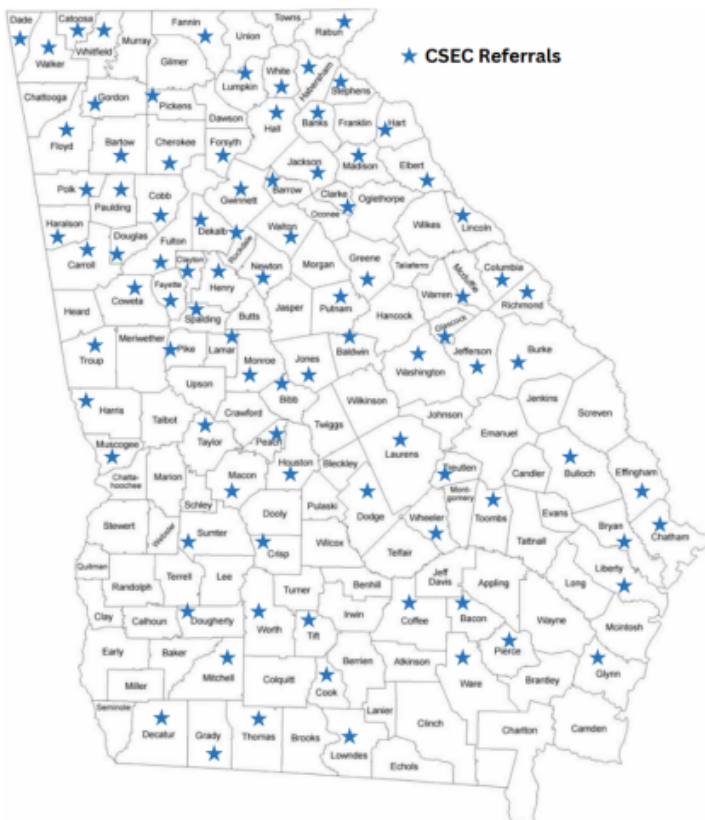 Dade
Catoosa
Whitfield
Walker
Murray
Fannin
Union
Towns
Rabun
CSEC Referrals
Gilmer
Lumpkin
White
Habersham
Stephens
Chattooga
Gordon
Pickens
Dawson
Hall
Banks
Franklin
Hart
Floyd
Bartow
Cherokee
Forsyth
Jackson
Madison
Elbert
Polk
Paulding
Cobb
Gwinnett
Barrow
Clarke
Oconee
Oglethorpe
Wilkes
Lincoln
Haralson
Douglas
Fulton
Dekalb
Rockdale
Walton
Morgan
Greene
Taliaferro
Mcduffie
Columbia
Richmond
Carroll
Clayton
Fayette
Henry
Newton
Warren
Coweta
Heard
Spalding
Butts
Jasper
Putnam
Hancock
Glascock
Troup
Meriwether
Pike
Lamar
Monroe
Jones
Baldwin
Washington
Jefferson
Burke
Upson
Bibb
Wilkinson
Jenkins
Screven
Harris
Talbot
Crawford
Twiggs
Johnson
Emanuel
Muscogee
Taylor
Peach
Houston
Bleckley
Laurens
Treutlen
Candler
Bulloch
Effingham
Chatta-
hoochee
Marion
Macon
Schley
Dooly
Pulaski
Dodge
Wheeler
Mont-
gomery
Toombs
Evans
Tattnall
Bryan
Chatham
Stewert
Webster
Sumter
Crisp
Wilcox
Telfair
Liberty
Long
Quitman
Randolph
Terrell
Lee
Turner
Benhill
Jeff
Davis
Appling
Wayne
Mcintosh
Clay
Calhoun
Dougherty
Worth
Tift
Irwin
Coffee
Bacon
Pierce
Early
Baker
Mitchell
Colquitt
Cook
Berrien
Atkinson
Ware
Brantley
Glynn
Miller
Lanier
Clinch
Charlton
Camden
Seminole
Decatur
Grady
Thomas
Brooks
Lowndes
Echols